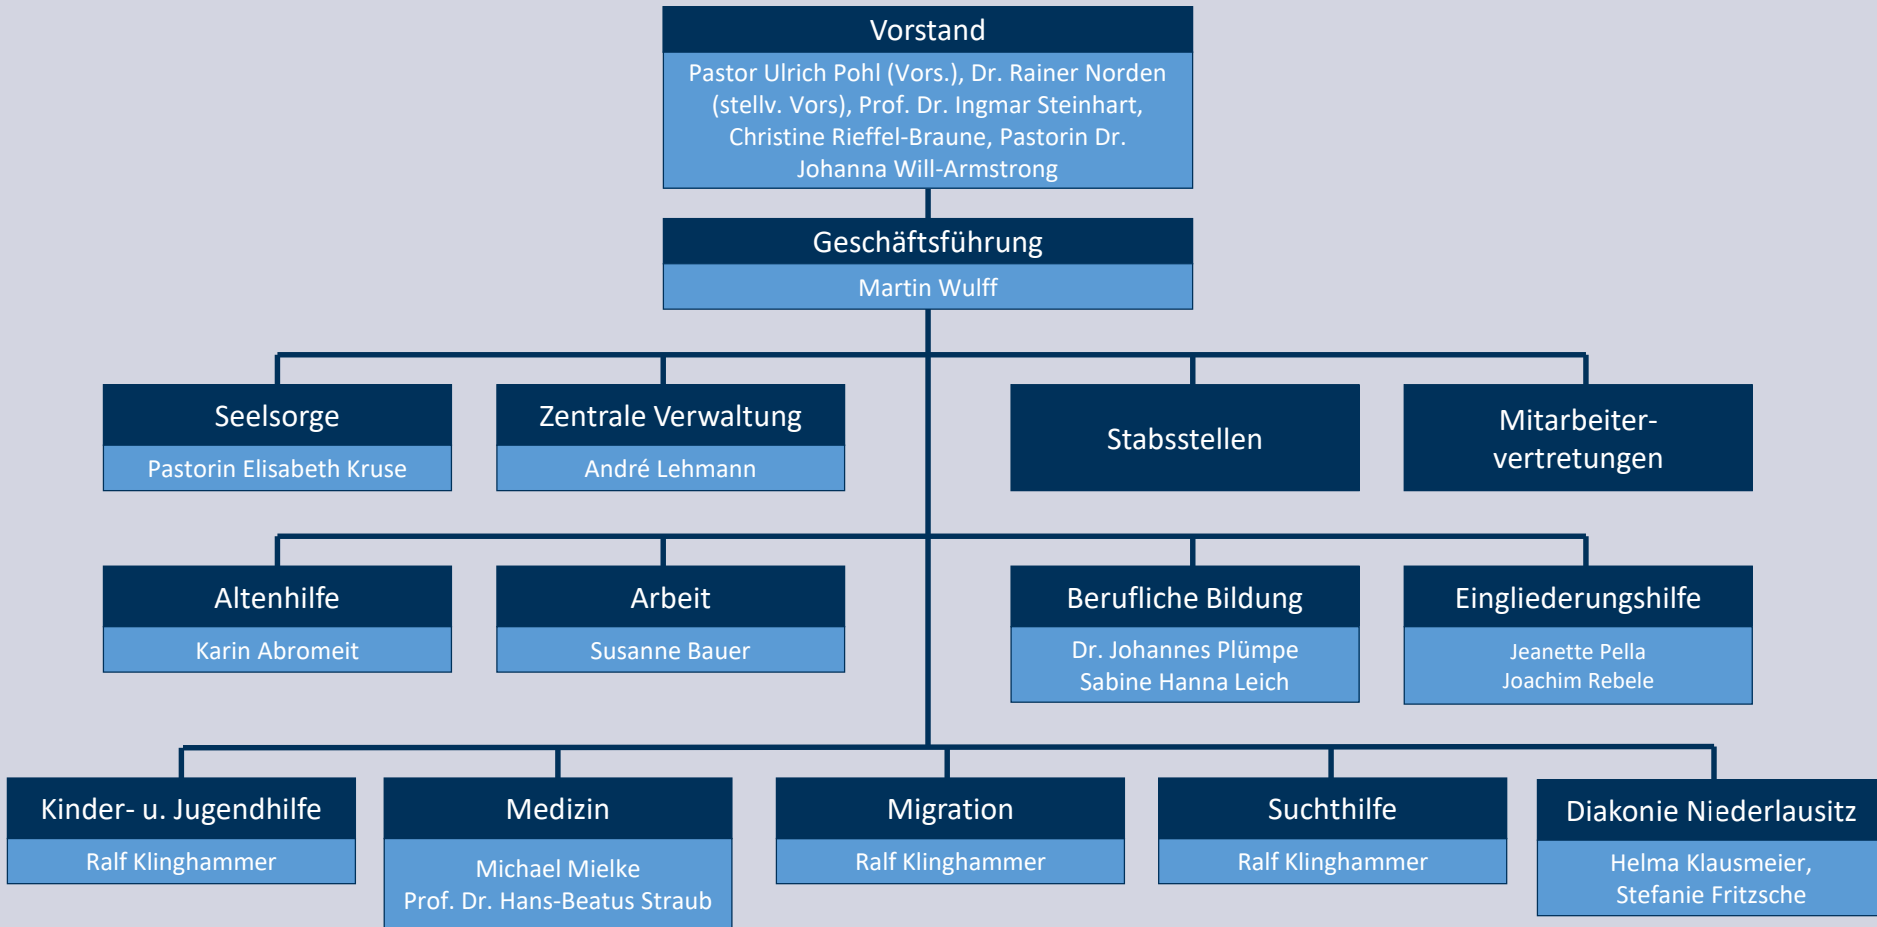 Vorstand
Pastor Ulrich Pohl (Vors.), Dr. Rainer Norden
(stellv. Vors), Prof. Dr. Ingmar Steinhart,
Christine Rieffel-Braune, Pastorin Dr.
Johanna Will-Armstrong
Geschäftsführung
Martin Wulff
Seelsorge
Pastorin Elisabeth Kruse
Zentrale Verwaltung
André Lehmann
Stabsstellen
Mitarbeiter-
vertretungen
Altenhilfe
Karin Abromeit
Arbeit
Susanne Bauer
Berufliche Bildung
Dr. Johannes Plümpe
Sabine Hanna Leich
Eingliederungshilfe
Jeanette Pella
Joachim Rebele
Kinder- u. Jugendhilfe
Ralf Klinghammer
Medizin
Michael Mielke
Prof. Dr. Hans-Beatus Straub
Migration
Ralf Klinghammer
Suchthilfe
Ralf Klinghammer
Diakonie Niederlausitz
Helma Klausmeier,
Stefanie Fritzsche